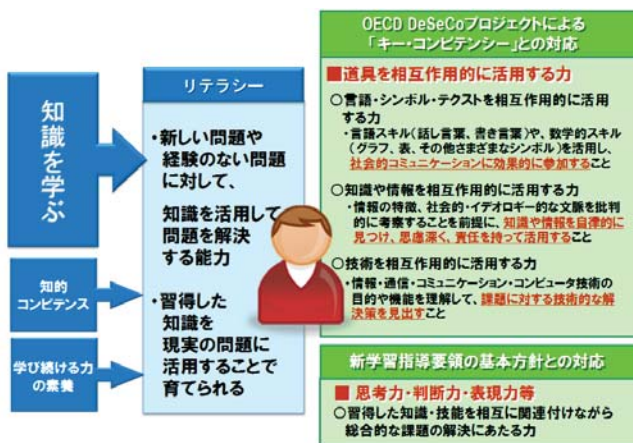 知識を学ぶ
知的
コンピテンス
学び続ける力
の素養
リテラシー
・新しい問題や
経験のない問題
に対して、
知識を活用して
問題を解決
する能力
・習得した
知識を
現実の問題に
活用することで
育てられる
OECD DeSeCoプロジェクトによる
「キー・コンピテンシー」との対応
■道具を相互作用的に活用する力
○言語・シンボル・テクストを相互作用的に活用
する力
・言語スキル(話し言葉、書き言葉)や、数学的スキル
(グラフ、表、その他さまざまなシンボル)を活用し、
社会的コミュニケーションに効果的に参加すること
○知識や情報を相互作用的に活用する力
・情報の特徴、社会的・イデオロギー的な文脈を批判
的に考察することを前提に、知識や情報を自律的に
見つけ、思慮深く、責任を持って活用すること
○技術を相互作用的に活用する力
・情報・通信・コミュニケーション・コンピュータ技術の
目的や機能を理解して、課題に対する技術的な解
決策を見出すこと
新学習指導要領の基本方針との対応
■ 思考力・判断力・表現力等
○習得した知識・技能を相互に関連付けながら
総合的な課題の解決にあたる力